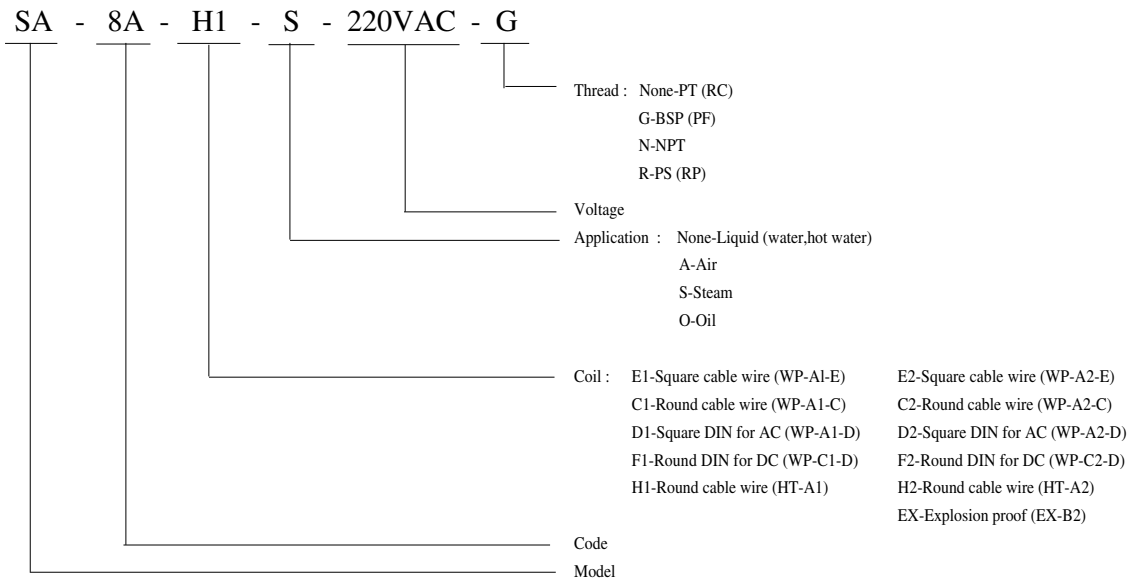 SA - 8A - H1 - S - 220VAC - G
Thread : None-PT (RC)
G-BSP (PF)
N-NPT
R-PS (RP)
Voltage
Application : None-Liquid (water,hot water)
A-Air
S-Steam
O-Oil
Coil : E1-Square cable wire (WP-Al-E) E2-Square cable wire (WP-A2-E)
C1-Round cable wire (WP-A1-C) C2-Round cable wire (WP-A2-C)
D1-Square DIN for AC (WP-A1-D) D2-Square DIN for AC (WP-A2-D)
F1-Round DIN for DC (WP-C1-D) F2-Round DIN for DC (WP-C2-D)
H1-Round cable wire (HT-A1) H2-Round cable wire (HT-A2)
EX-Explosion proof (EX-B2)
Code
Model